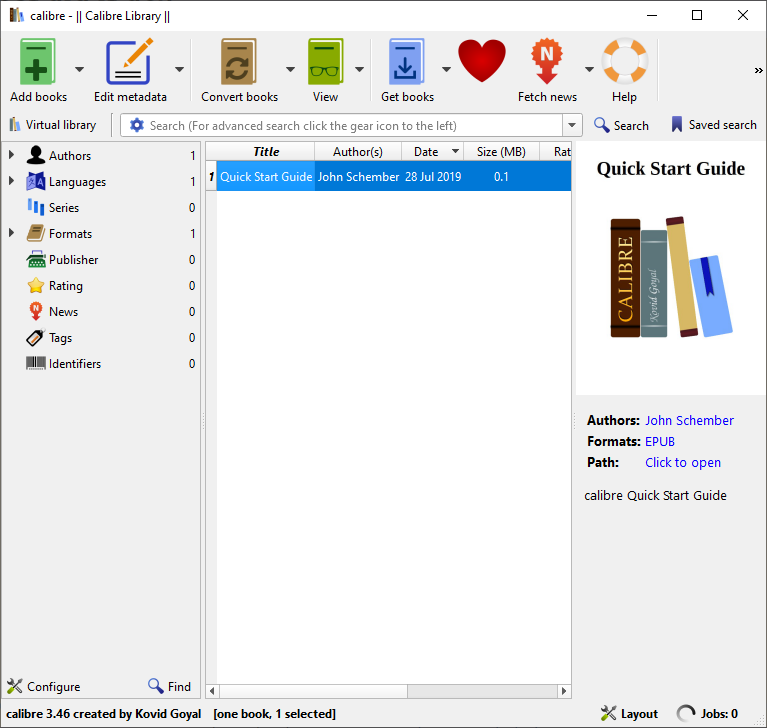 calibre - || Calibre Library ||
Add books Edit metadata Convert books View Get books Fetch news Help »
Virtual library Search (For advanced search click the gear icon to the left) Search Saved search
Authors 1
Languages 1
Series 0
Formats 1
Publisher 0
Rating 0
News 0
Tags 0
Identifiers 0
Configure Find
Title Author(s) Date Size (MB) Rat
1 Quick Start Guide John Schember 28 Jul 2019 0.1
Quick Start Guide
CALIBRE
Kovid Goyal
Authors: John Schember
Formats: EPUB
Path: Click to open
calibre Quick Start Guide
calibre 3.46 created by Kovid Goyal [one book, 1 selected] Layout Jobs: 0